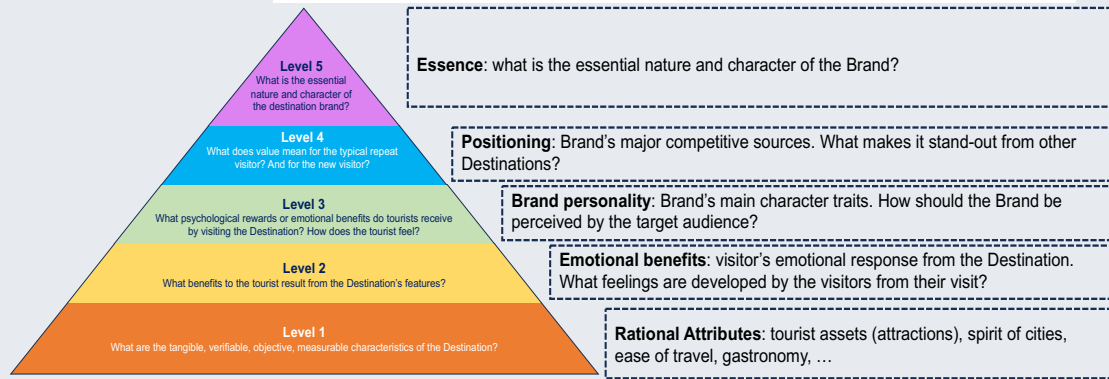 Level 5
What is the essential
nature and character of
the destination brand?
Essence: what is the essential nature and character of the Brand?
Level 4
What does value mean for the typical repeat
visitor? And for the new visitor?
Positioning: Brand's major competitive sources. What makes it stand-out from other
Destinations?
Level 3
What psychological rewards or emotional benefits do tourists receive
by visiting the Destination? How does the tourist feel?
Brand personality: Brand's main character traits. How should the Brand be
perceived by the target audience?
Level 2
What benefits to the tourist result from the Destination's features?
Emotional benefits: visitor's emotional response from the Destination.
What feelings are developed by the visitors from their visit?
Level 1
What are the tangible, verifiable, objective, measurable characteristics of the Destination?
Rational Attributes: tourist assets (attractions), spirit of cities,
ease of travel, gastronomy, …